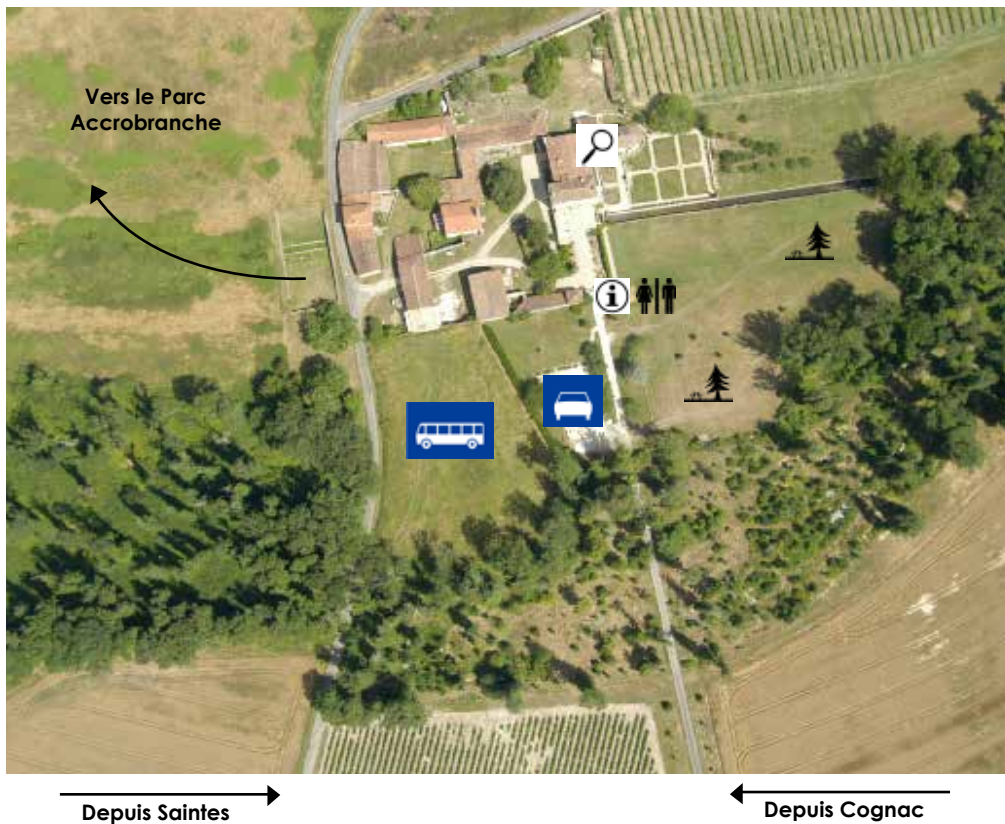 Vers le Parc
Accrobranche
i
Depuis Saintes
Depuis Cognac